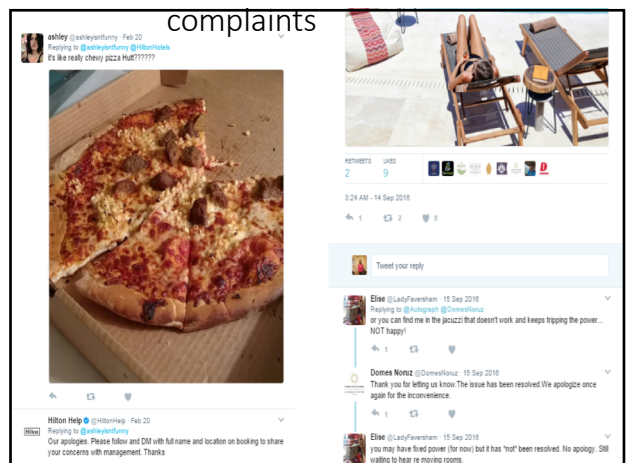 complaints
ashley @ashleyisntfunny · Feb 20
Replying to @ashleyisntfunny @HiltonHotels
it's like really chewy pizza Hutt??????
Hilton Help @HiltonHelp · Feb 20
Hilton
Replying to @ashleyisntfunny
Our apologies. Please follow and DM with full name and location on booking to share
your concerns with management. Thanks
RETWEETS LIKES
2 9
3:24 AM - 14 Sep 2016
1 2 9
Tweet your reply
Elise @LadyFaversham · 15 Sep 2016
Replying to @Autograph @DomesNoruz
or you can find me in the jacuzzi that doesn't work and keeps tripping the power...
NOT happy!
1
Domes Noruz @DomesNoruz · 15 Sep 2016
Thank you for letting us know.The issue has been resolved.We apologize once
again for the inconvenience.
1
Elise @LadyFaversham · 15 Sep 2016
you may have fixed power (for now) but it has *not* been resolved. No apology. Still
waiting to hear re moving rooms.